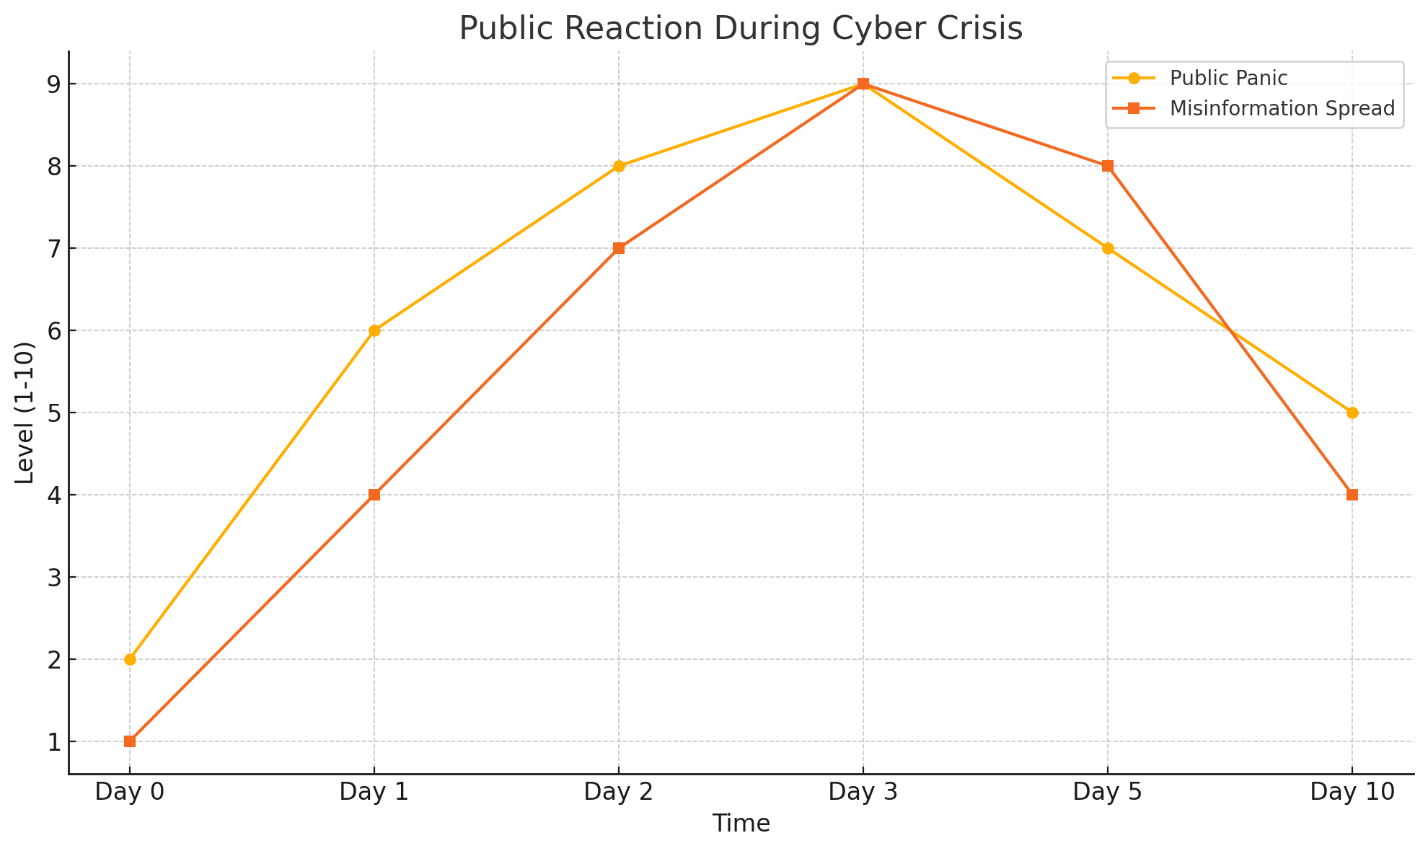 Public Reaction During Cyber Crisis
Public Panic
Misinformation Spread
Level (1-10)
9
8
7
6
5
4
3
2
1
Day 0 Day 1 Day 2 Day 3 Day 5 Day 10
Time